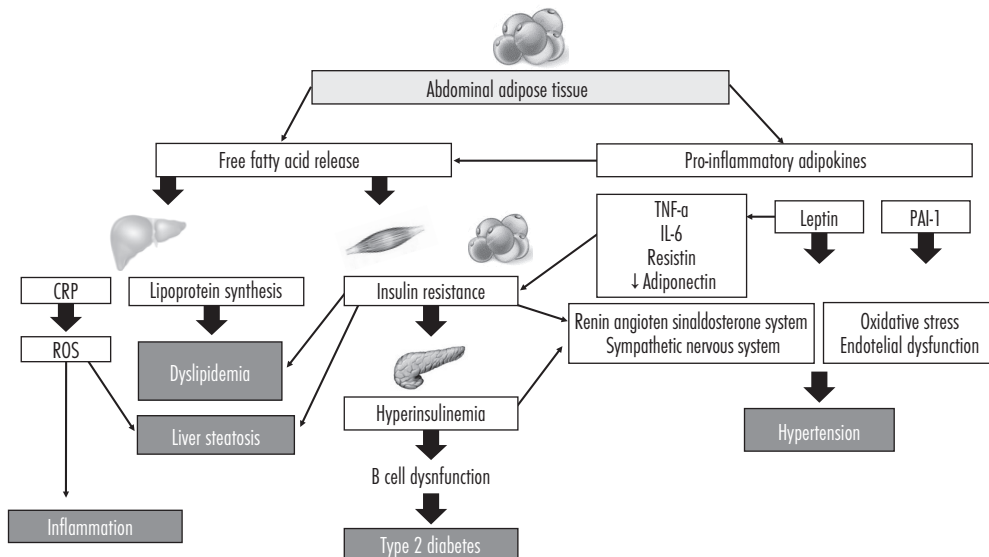 Abdominal adipose tissue
Free fatty acid release
Pro-inflammatory adipokines
TNF-a
IL-6
Resistin
↓ Adiponectin
Leptin
PAI-1
CRP
Lipoprotein synthesis
Insulin resistance
ROS
Renin angioten sinaldosterone system
Sympathetic nervous system
Oxidative stress
Endotelial dysfunction
Dyslipidemia
Hyperinsulinemia
Liver steatosis
Hypertension
B cell dysnfunction
Inflammation
Type 2 diabetes